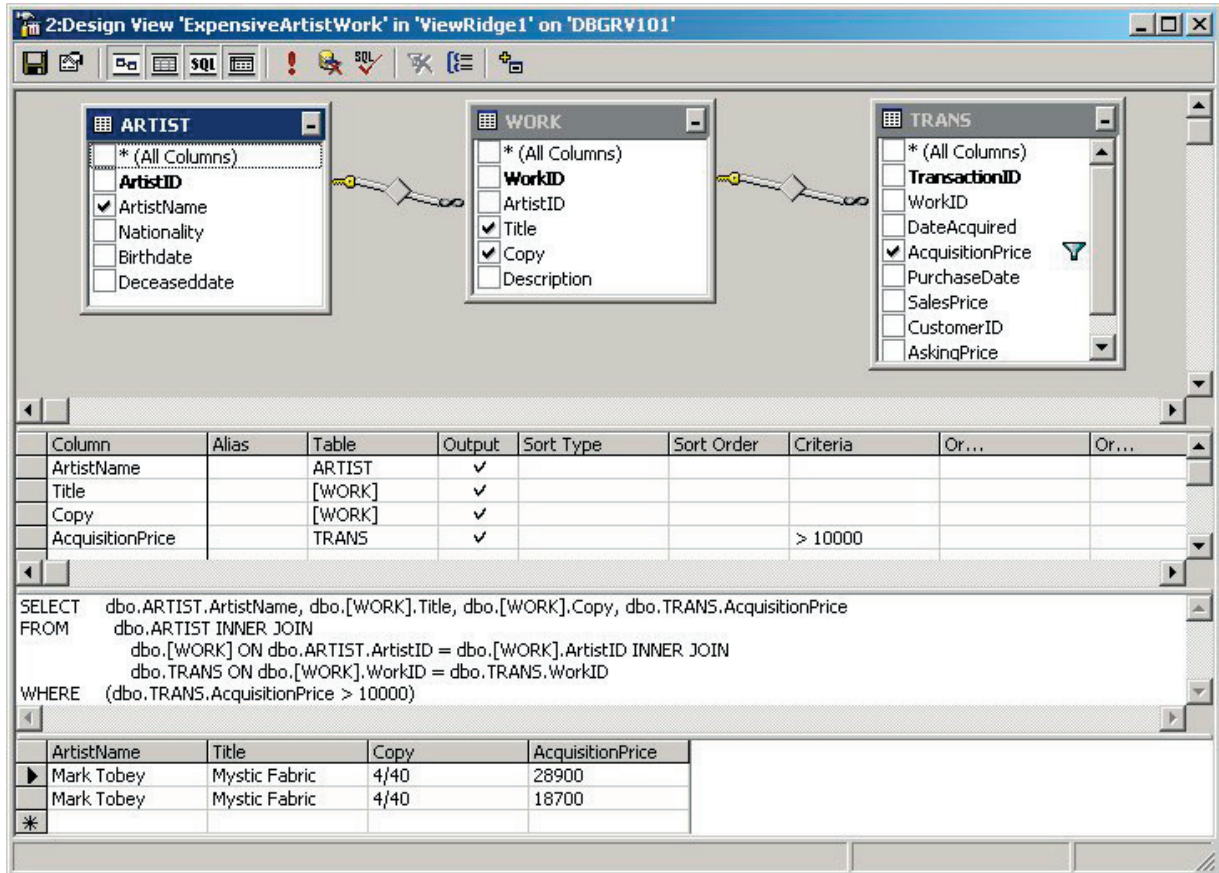 2:Design View 'ExpensiveArtistWork' in 'ViewRidge1' on 'DBGRV101'
SQL SQL
ARTIST
* (All Columns)
ArtistID
ArtistName
Nationality
Birthdate
Deceaseddate
WORK
* (All Columns)
WorkID
ArtistID
Title
Copy
Description
TRANS
* (All Columns)
TransactionID
WorkID
DateAcquired
AcquisitionPrice
PurchaseDate
SalesPrice
CustomerID
AskingPrice
Column Alias Table Output Sort Type Sort Order Criteria Or... Or...
ArtistName ARTIST
Title [WORK]
Copy [WORK]
AcquisitionPrice TRANS > 10000
SELECT dbo.ARTIST.ArtistName, dbo.[WORK].Title, dbo.[WORK].Copy, dbo.TRANS.AcquisitionPrice
FROM dbo.ARTIST INNER JOIN
dbo.[WORK] ON dbo.ARTIST.ArtistID = dbo.[WORK].ArtistID INNER JOIN
dbo.TRANS ON dbo.[WORK].WorkID = dbo.TRANS.WorkID
WHERE (dbo.TRANS.AcquisitionPrice > 10000)
ArtistName Title Copy AcquisitionPrice
Mark Tobey Mystic Fabric 4/40 28900
Mark Tobey Mystic Fabric 4/40 18700